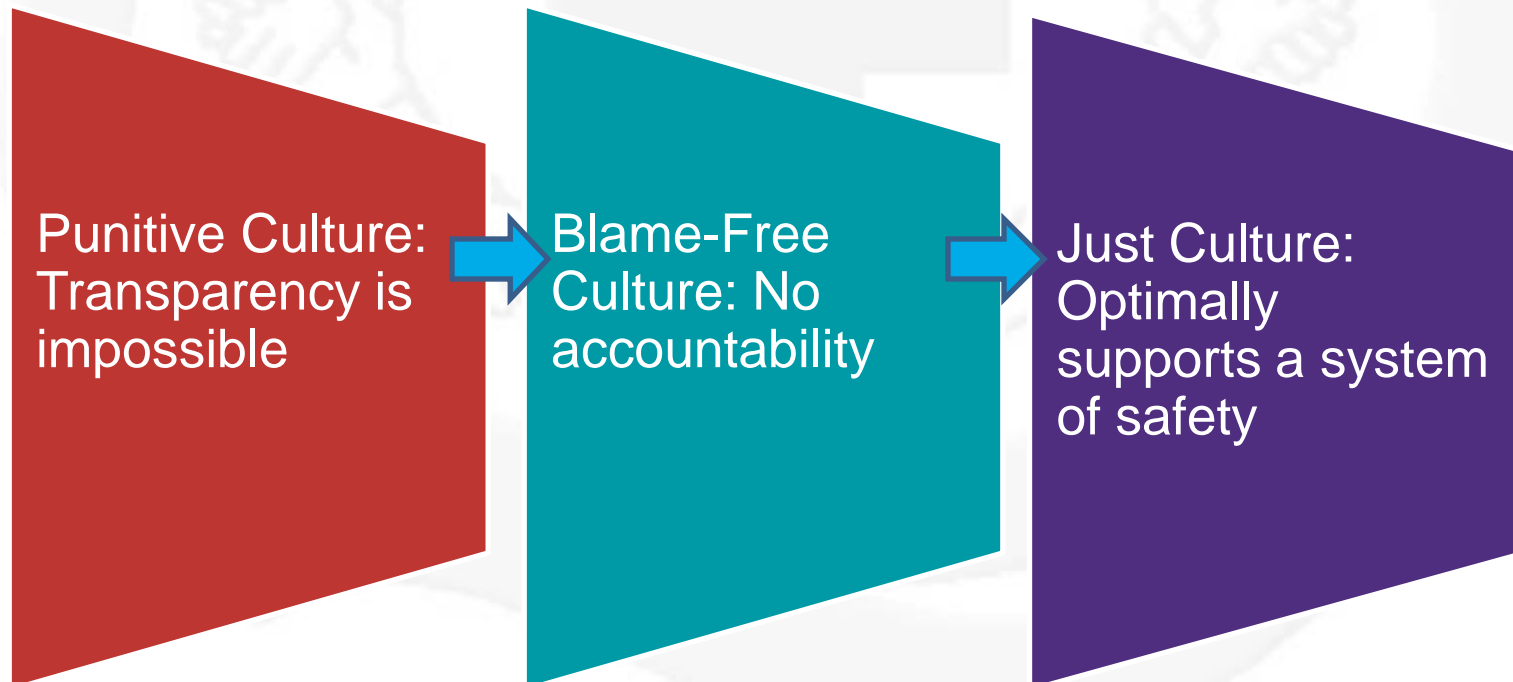 Punitive Culture:
Transparency is
impossible
Blame-Free
Culture: No
accountability
Just Culture:
Optimally
supports a system
of safety